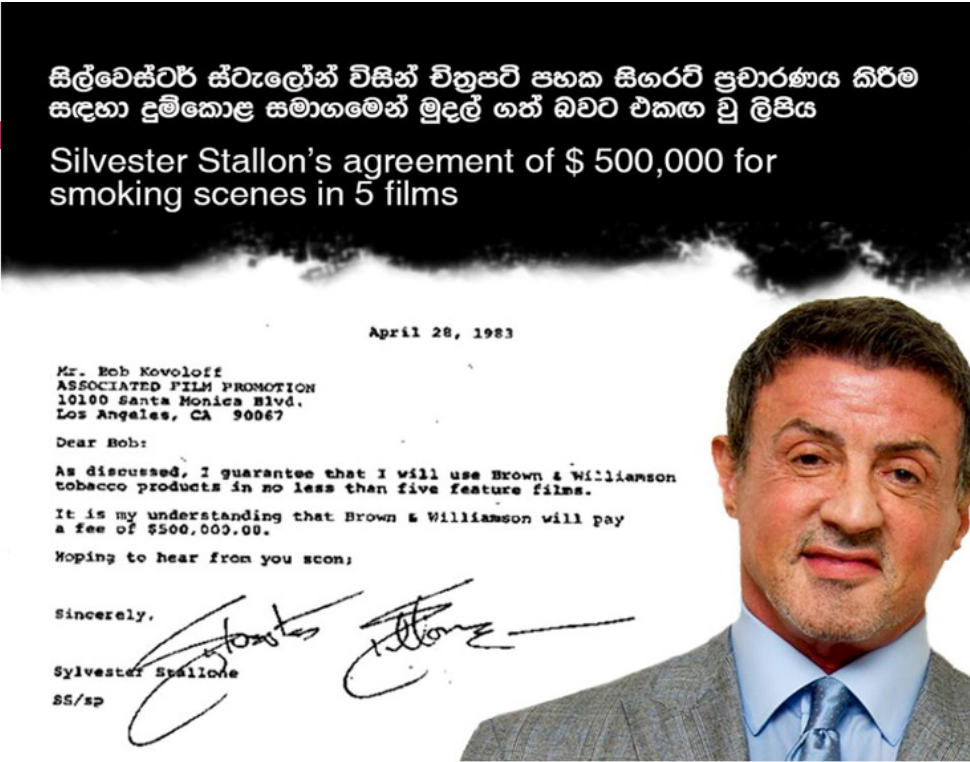 සිල්වෙස්ටර් ස්ටැලෝන් විසින් චිත්‍රපටි පහක සිගරට් ප්‍රචාරණය කිරීම
සඳහා දුම්කොළ සමාගමෙන් මුදල් ගත් බවට එකඟ වු ලිපිය
Silvester Stallon's agreement of $ 500,000 for
smoking scenes in 5 films
April 28, 1983
Mr. Bob Kovoloff
ASSOCIATED FILM PROMOTION
10100 Santa Monica Blvd.
Los Angeles, CA 90067
Dear Bob:
As discussed, I guarantee that I will use Brown & Williamson
tobacco products in no less than five feature films.
It is my understanding that Brown & Williamson will pay
a fee of $500,000.00.
Hoping to hear from you soon;
Sincerely,
Sylvester Stallone
Sylvester Stallone
SS/sp